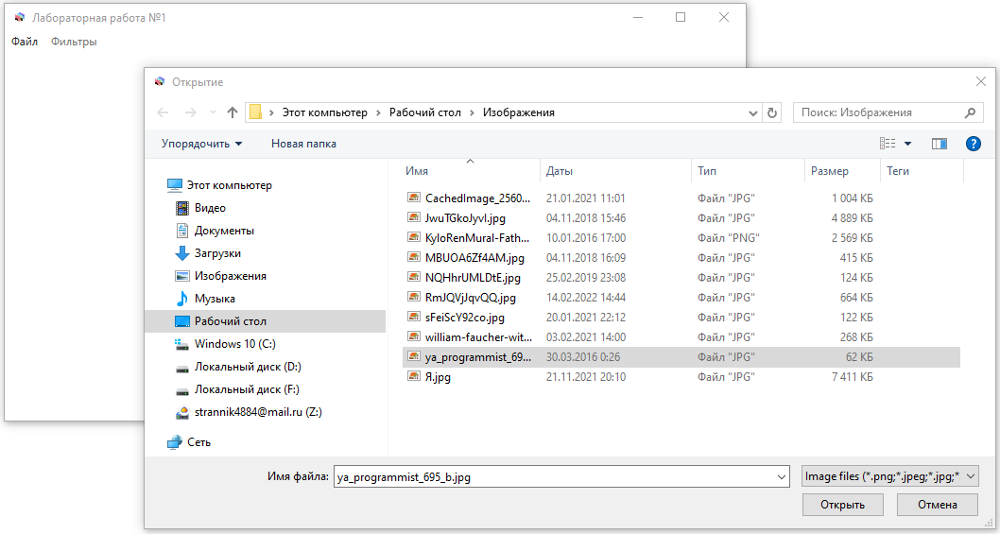 Лабораторная работа №1
Файл Фильтры
Открытие
Этот компьютер Рабочий стол Изображения
Поиск: Изображения
Упорядочить Новая папка
?
Этот компьютер
Видео
Документы
Загрузки
Изображения
Музыка
Рабочий стол
Windows 10 (C:)
Локальный диск (D:)
Локальный диск (F:)
strannik4884@mail.ru (Z:)
Сеть
Имя Даты Тип Размер Теги
CachedImage_2560... 21.01.2021 11:01 Файл "JPG" 1 004 КБ
JwuTGkoJyvI.jpg 04.11.2018 15:46 Файл "JPG" 4 889 КБ
KyloRenMural-Fath... 10.01.2016 17:00 Файл "PNG" 2 569 КБ
MBUOA6Zf4AM.jpg 04.11.2018 16:09 Файл "JPG" 415 КБ
NQHhrUMLDtE.jpg 25.02.2019 23:08 Файл "JPG" 124 КБ
RmJQVjJqvQQ.jpg 14.02.2022 14:44 Файл "JPG" 664 КБ
sFeiScY92co.jpg 20.01.2021 22:12 Файл "JPG" 122 КБ
william-faucher-wit... 03.02.2021 14:00 Файл "JPG" 268 КБ
ya_programmist_69... 30.03.2016 0:26 Файл "JPG" 62 КБ
Я.jpg 21.11.2021 20:10 Файл "JPG" 7 411 КБ
Имя файла: ya_programmist_695_b.jpg Image files (*.png;*.jpeg;*.jpg;*
Открыть Отмена